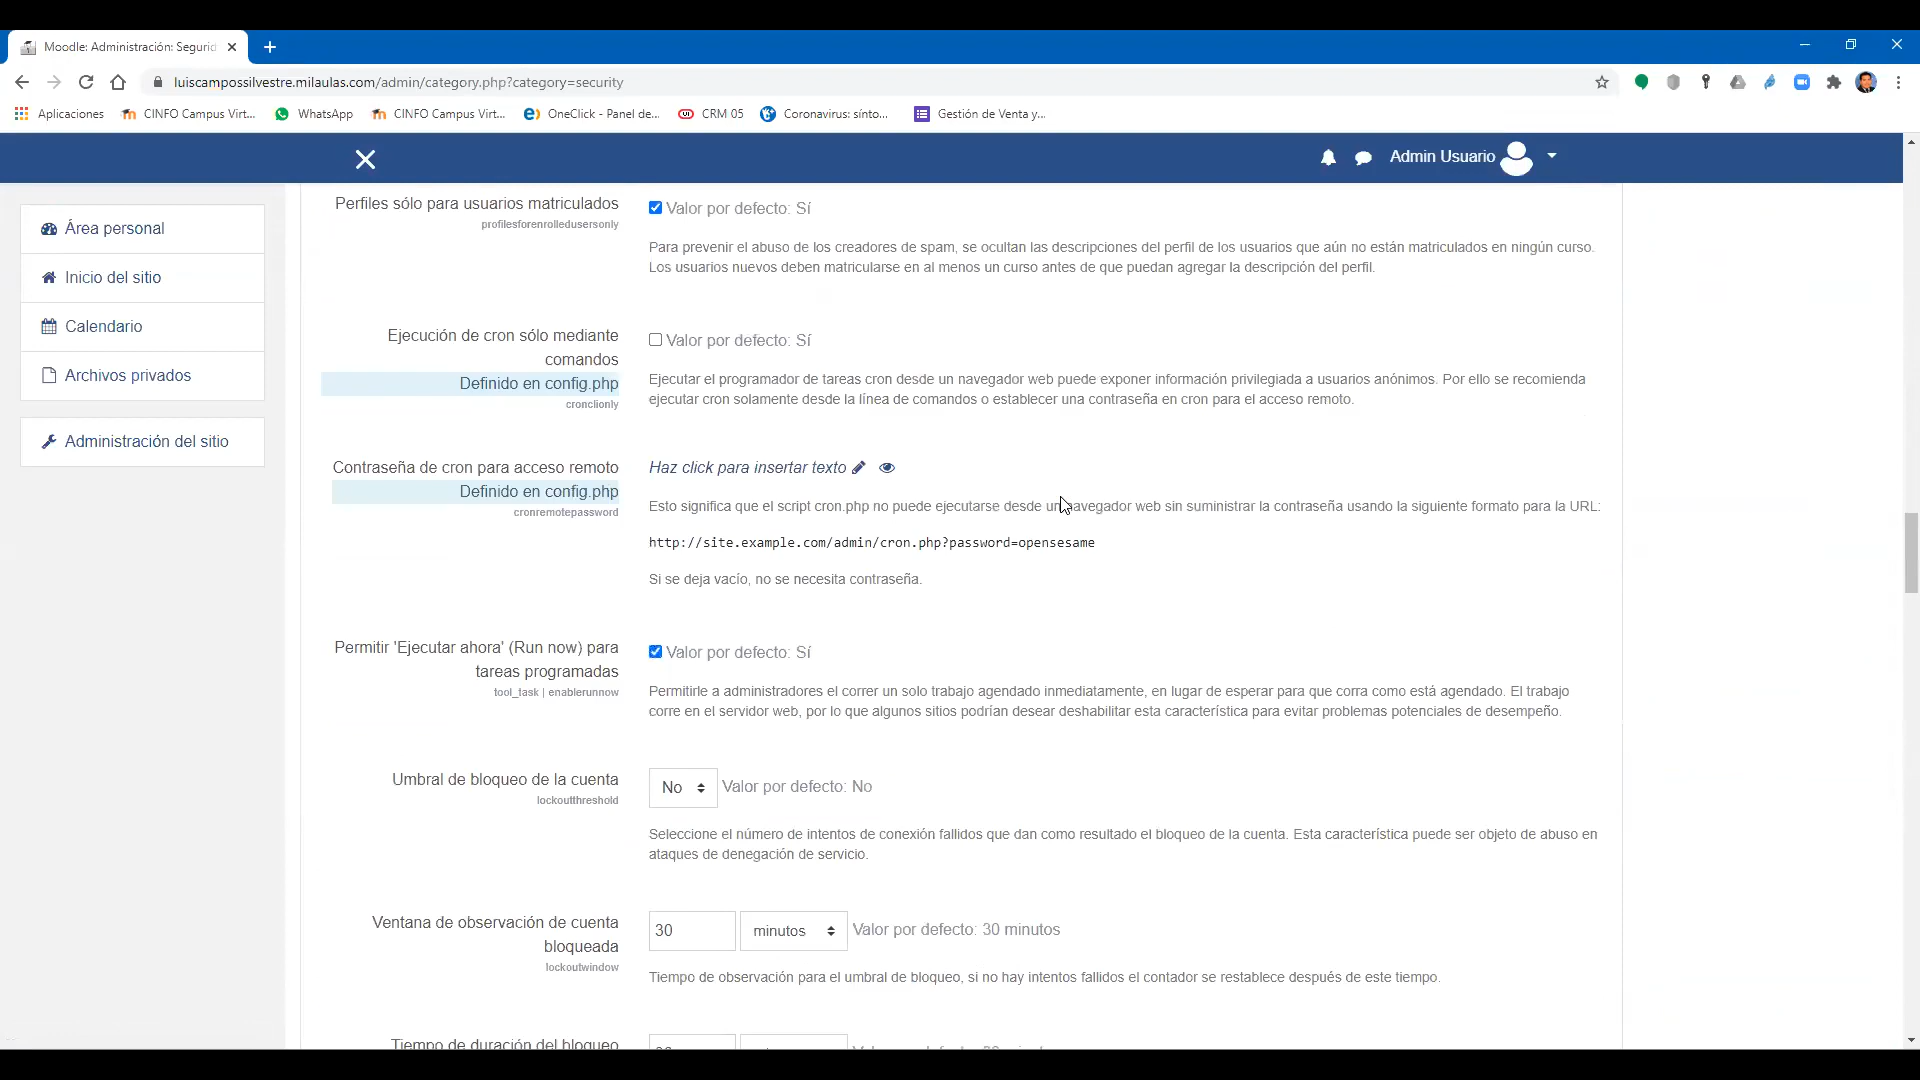 Moodle: Administración: Segurid
luiscampossilvestre.milaulas.com/admin/category.php?category=security
Aplicaciones
CINFO Campus Virt...
WhatsApp
CINFO Campus Virt...
OneClick - Panel de...
CRM 05
Coronavirus: sínto...
Gestión de Venta y...
Admin Usuario
Área personal
Inicio del sitio
Calendario
Archivos privados
Administración del sitio
Perfiles sólo para usuarios matriculados
profilesforenrolledusersonly
Valor por defecto: Sí
Para prevenir el abuso de los creadores de spam, se ocultan las descripciones del perfil de los usuarios que aún no están matriculados en ningún curso.
Los usuarios nuevos deben matricularse en al menos un curso antes de que puedan agregar la descripción del perfil.
Ejecución de cron sólo mediante
comandos
Definido en config.php
cronclionly
Valor por defecto: Sí
Ejecutar el programador de tareas cron desde un navegador web puede exponer información privilegiada a usuarios anónimos. Por ello se recomienda
ejecutar cron solamente desde la línea de comandos o establecer una contraseña en cron para el acceso remoto.
Contraseña de cron para acceso remoto
Definido en config.php
cronremotepassword
Haz click para insertar texto
Esto significa que el script cron.php no puede ejecutarse desde un navegador web sin suministrar la contraseña usando la siguiente formato para la URL:
http://site.example.com/admin/cron.php?password=opensesame
Si se deja vacío, no se necesita contraseña.
Permitir 'Ejecutar ahora' (Run now) para
tareas programadas
tool_task | enablerunnow
Valor por defecto: Sí
Permitirle a administradores el correr un solo trabajo agendado inmediatamente, en lugar de esperar para que corra como está agendado. El trabajo
corre en el servidor web, por lo que algunos sitios podrían desear deshabilitar esta característica para evitar problemas potenciales de desempeño.
Umbral de bloqueo de la cuenta
lockoutthreshold
No
Valor por defecto: No
Seleccione el número de intentos de conexión fallidos que dan como resultado el bloqueo de la cuenta. Esta característica puede ser objeto de abuso en
ataques de denegación de servicio.
Ventana de observación de cuenta
bloqueada
lockoutwindow
30
minutos
Valor por defecto: 30 minutos
Tiempo de observación para el umbral de bloqueo, si no hay intentos fallidos el contador se restablece después de este tiempo.
Tiempo de duración del bloqueo